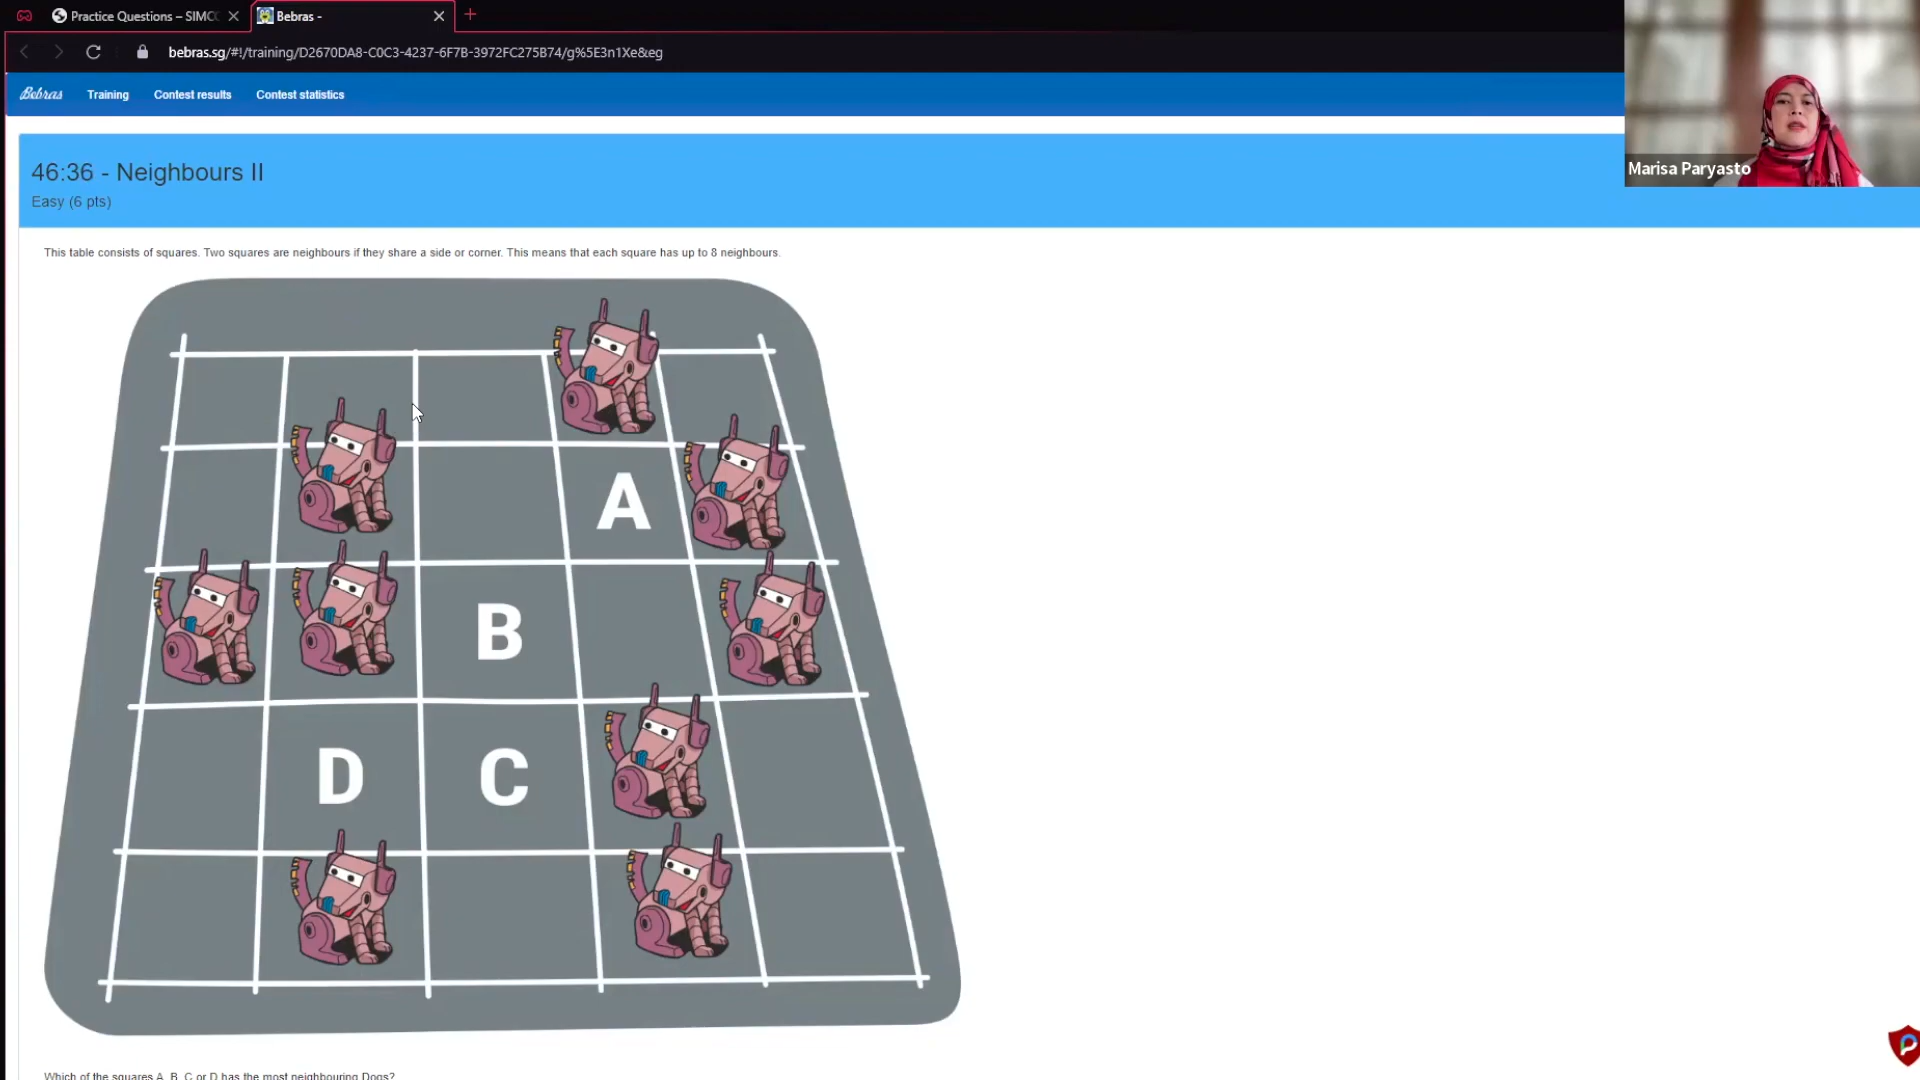 Practice Questions – SIMC
Bebras -
bebras.sg/#!/training/D2670DA8-C0C3-4237-6F7B-3972FC275B74/g%5E3n1Xe&eg
Bebras Training Contest results Contest statistics
Marisa Paryasto
46:36 - Neighbours II
Easy (6 pts)
This table consists of squares. Two squares are neighbours if they share a side or corner. This means that each square has up to 8 neighbours.
A
B
D C
Which of the squares A, B, C or D has the most neighbouring Dogs?